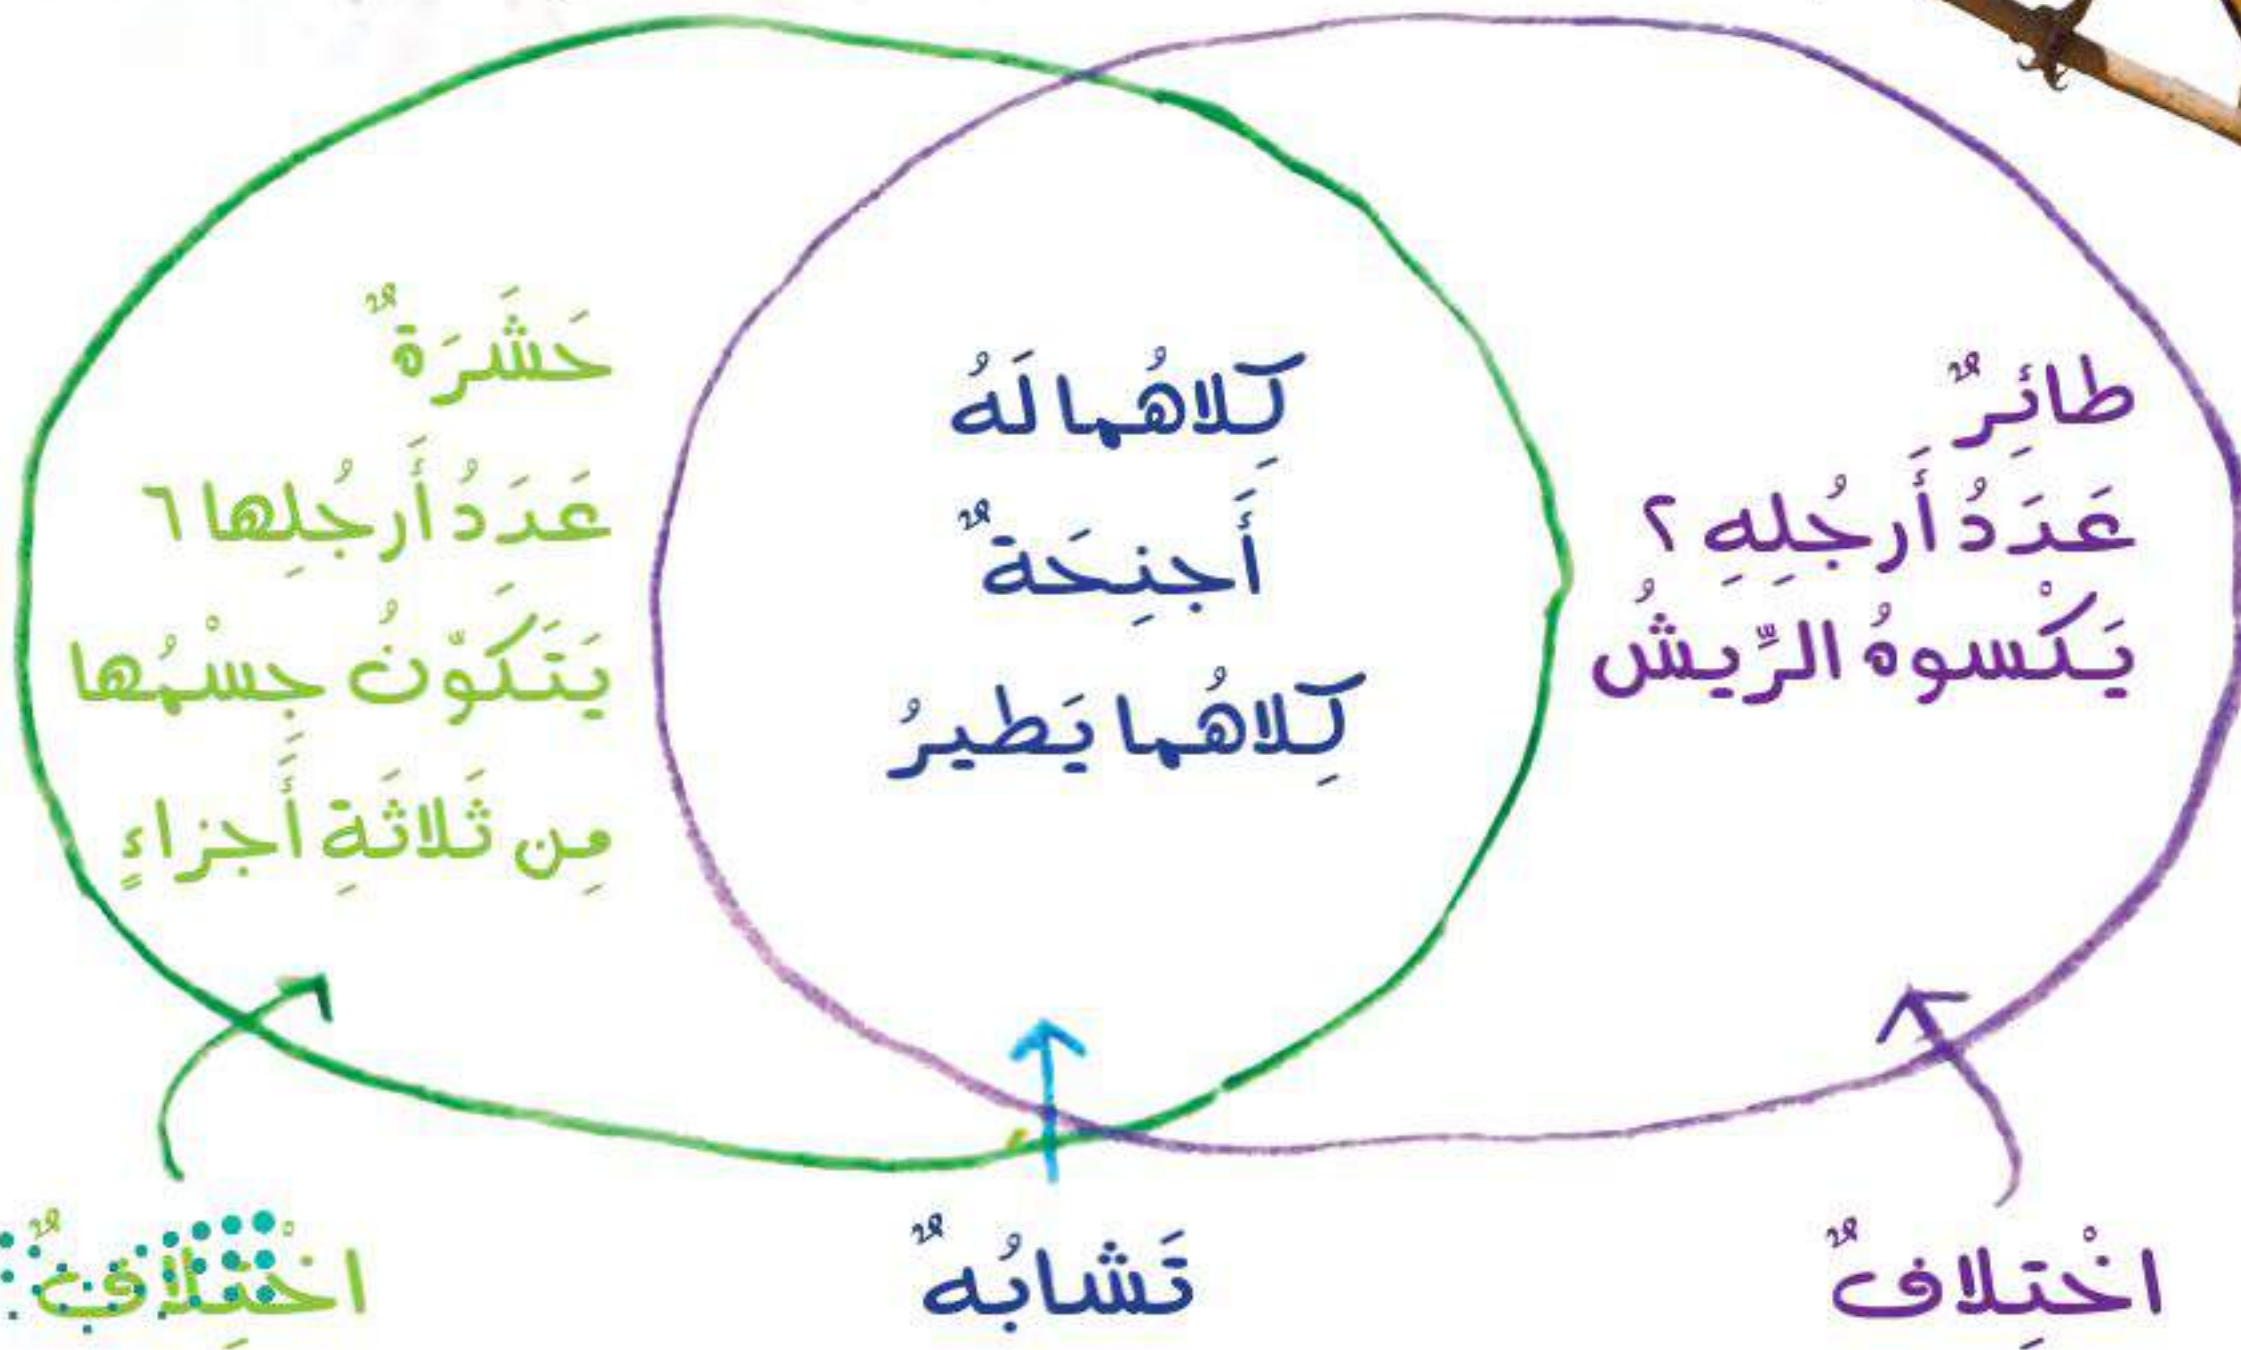 طائِرٌ
عَدَدُ أَرجُلِهِ ٢
يَكْسوهُ الرِّيشُ
كِلاهُما لَهُ
أَجنِحَةٌ
كِلاهُما يَطيرُ
حَشَرَةٌ
عَدَدُ أَرجُلِها ٦
يَتَكَوّنُ جِسْمُها
مِن ثَلاثَةِ أَجزاءٍ
اخْتِلافٌ
تَشابُهٌ
اخْتِلافٌ